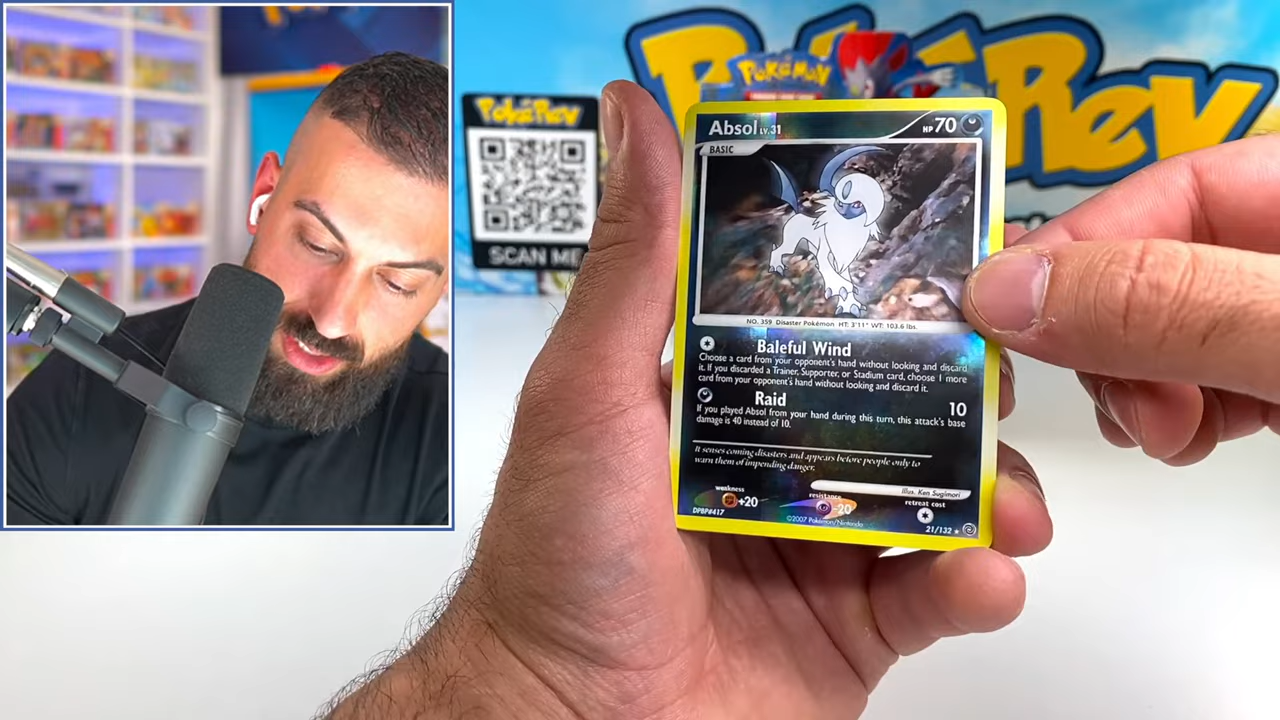 PokéRev
SCAN ME
Pokémon
PokéRev
Absol LV.31
HP 70
BASIC
NO. 359 Disaster Pokémon HT: 3'11" WT: 103.6 lbs.
Baleful Wind
Choose a card from your opponent's hand without looking and discard
it. If you discarded a Trainer, Supporter, or Stadium card, choose 1 more
card from your opponent's hand without looking and discard it.
Raid 10
If you played Absol from your hand during this turn, this attack's base
damage is 40 instead of 10.
It senses coming disasters and appears before people only to
warn them of impending danger.
Illus. Ken Sugimori
weakness
+20
resistance
-20
retreat cost
DPBP#417
©2007 Pokémon/Nintendo
21/132 ★